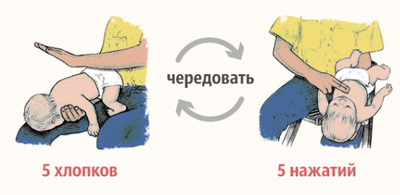 чередовать
5 хлопков
5 нажатий